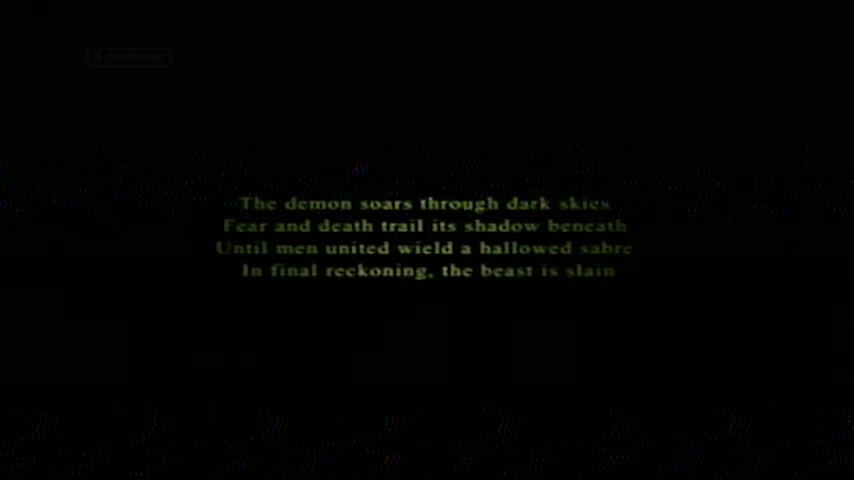 The demon soars through dark skies
Fear and death trail its shadow beneath
Until men united wield a hallowed sabre
In final reckoning, the beast is slain